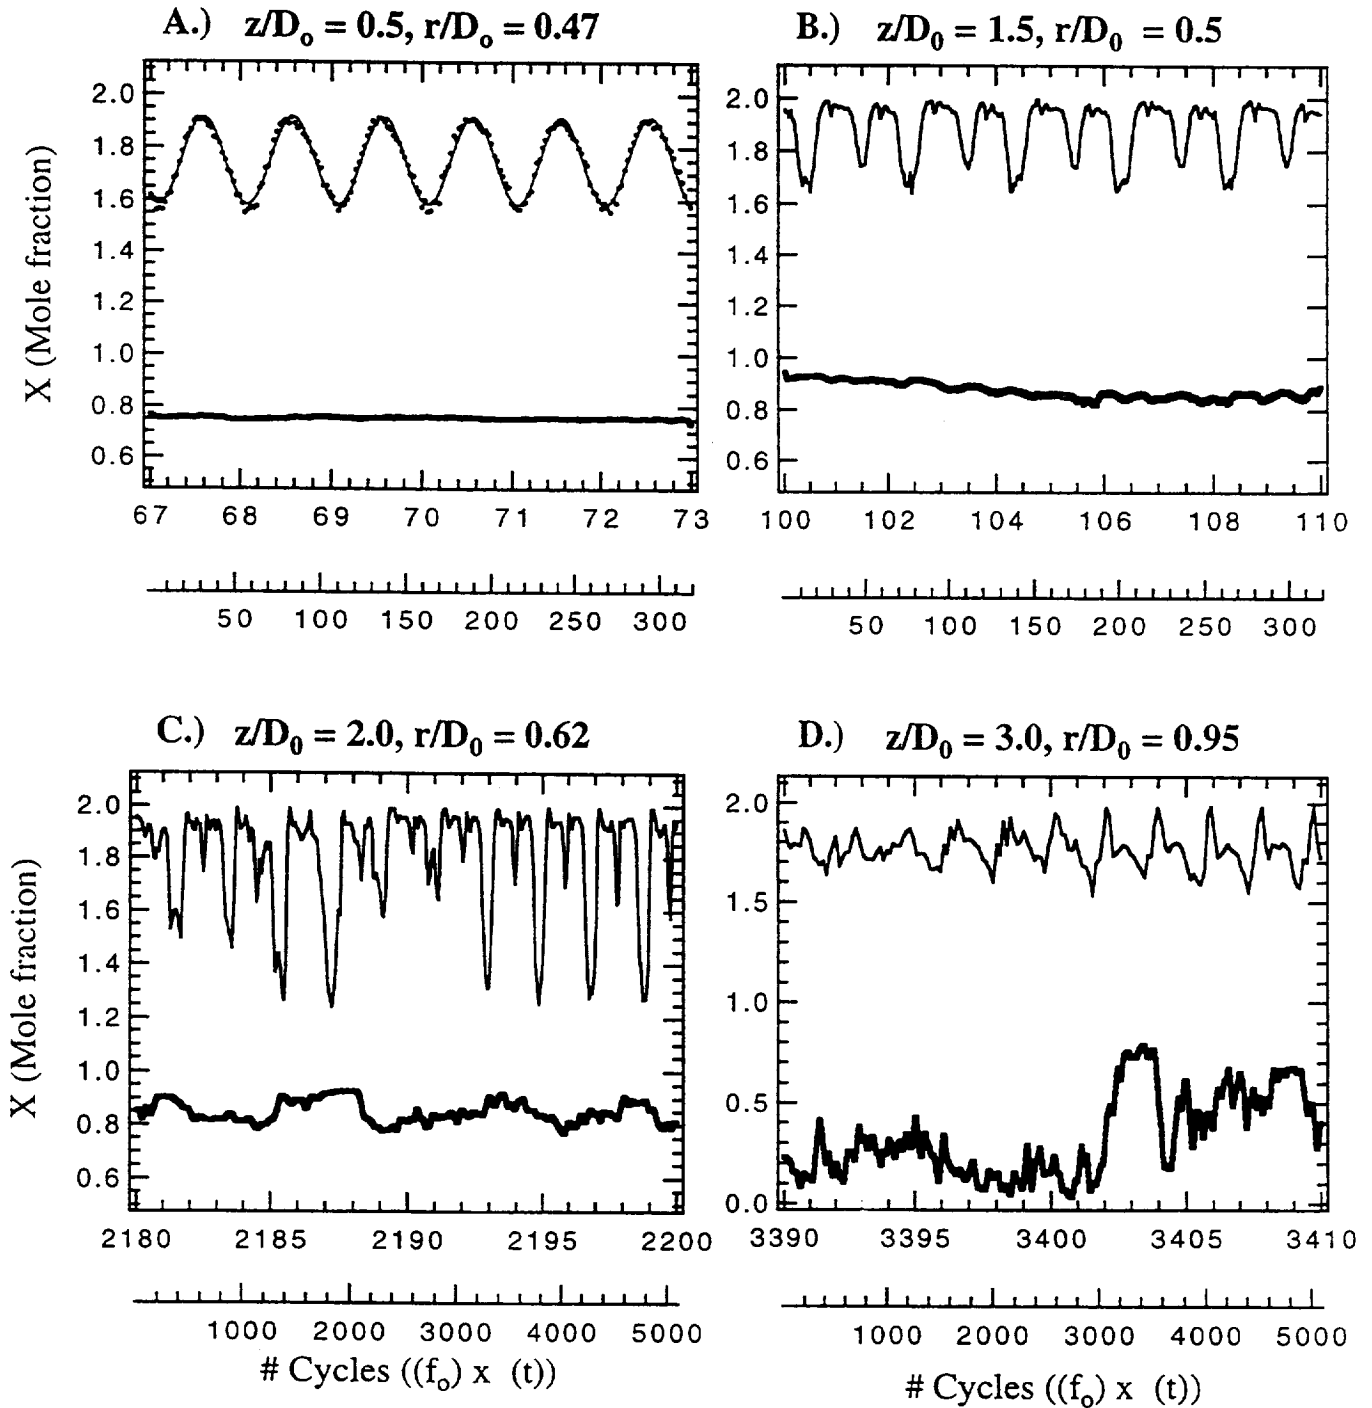 A.) z/Dₒ = 0.5, r/Dₒ = 0.47
B.) z/D₀ = 1.5, r/D₀ = 0.5
X (Mole fraction)
2.0
1.8
1.6
1.4
1.2
1.0
0.8
0.6
67 68 69 70 71 72 73
50 100 150 200 250 300
2.0
1.8
1.6
1.4
1.2
1.0
0.8
0.6
100 102 104 106 108 110
50 100 150 200 250 300
C.) z/D₀ = 2.0, r/D₀ = 0.62
D.) z/D₀ = 3.0, r/D₀ = 0.95
X (Mole fraction)
2.0
1.8
1.6
1.4
1.2
1.0
0.8
0.6
2180 2185 2190 2195 2200
1000 2000 3000 4000 5000
# Cycles ((fₒ) x (t))
2.0
1.5
1.0
0.5
0.0
3390 3395 3400 3405 3410
1000 2000 3000 4000 5000
# Cycles ((fₒ) x (t))